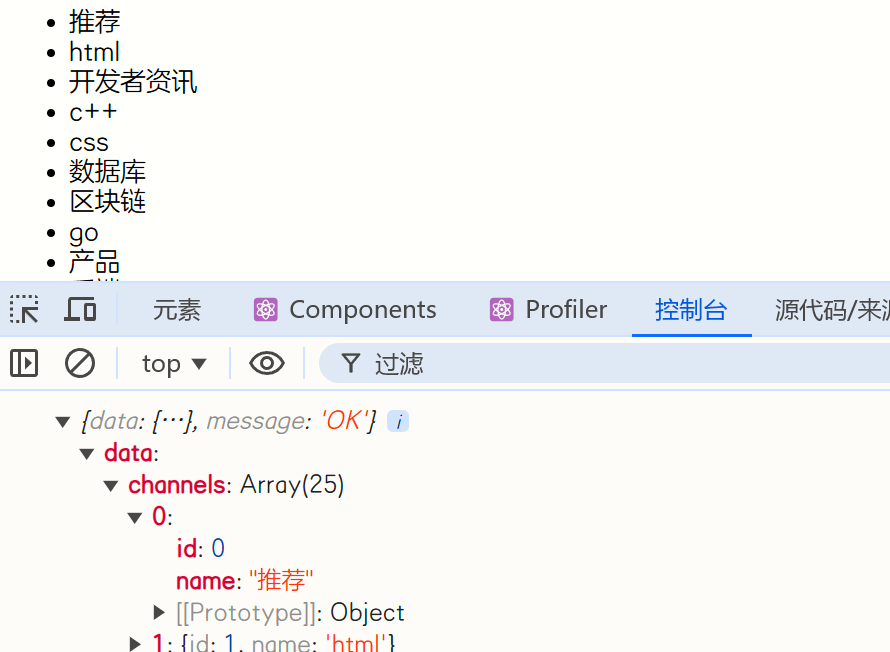 推荐
html
开发者资讯
c++
css
数据库
区块链
go
产品
元素 Components Profiler 控制台 源代码/来源
top 过滤
{data: {…}, message: 'OK'} i
data:
channels: Array(25)
0:
id: 0
name: "推荐"
[[Prototype]]: Object
1: {id: 1, name: 'html'}